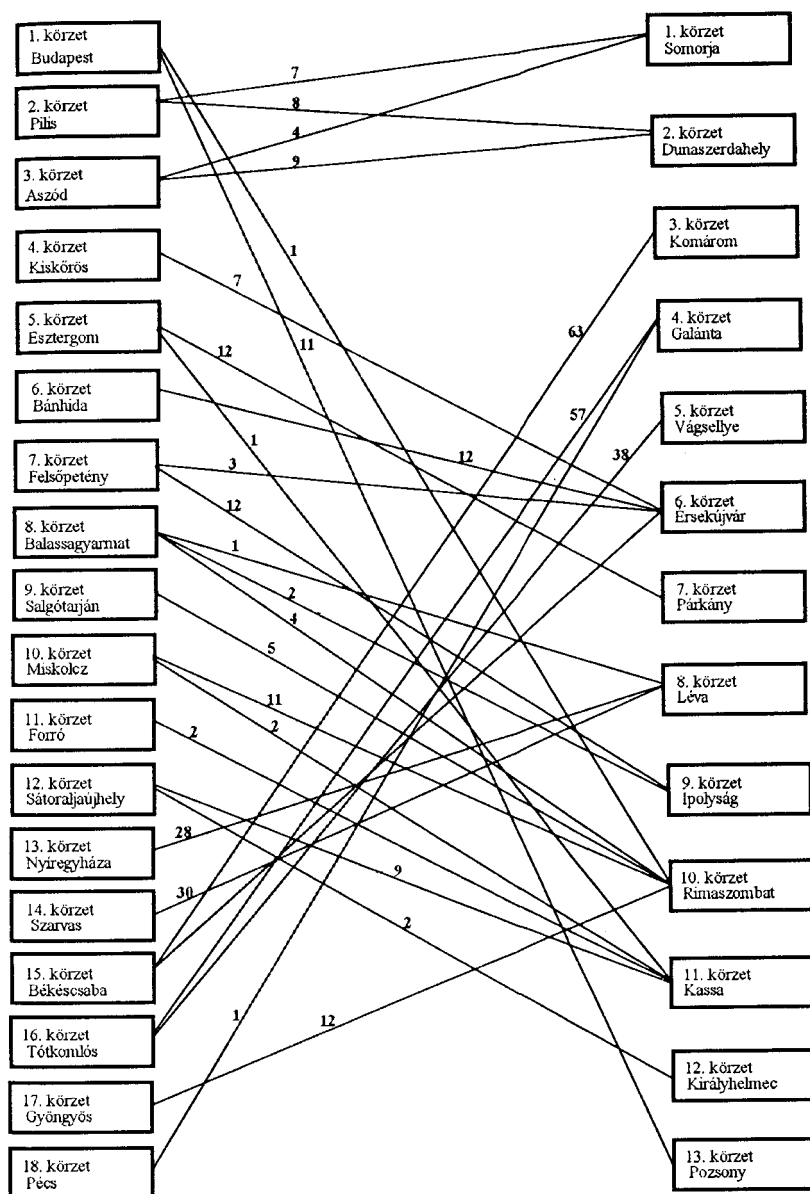 1. körzet
Budapest
2. körzet
Pilis
3. körzet
Aszód
4. körzet
Kiskőrös
5. körzet
Esztergom
6. körzet
Bánhida
7. körzet
Felsőpetény
8. körzet
Balassagyarmat
9. körzet
Salgótarján
10. körzet
Miskolcz
11. körzet
Forró
12. körzet
Sátoraljaújhely
13. körzet
Nyíregyháza
14. körzet
Szarvas
15. körzet
Békéscsaba
16. körzet
Tótkomlós
17. körzet
Gyöngyös
18. körzet
Pécs
7
8
4
9
1
7
63
11
12
57
1
38
12
3
12
1
2
4
5
11
2
2
28
9
30
2
1
12
1. körzet
Somorja
2. körzet
Dunaszerdahely
3. körzet
Komárom
4. körzet
Galánta
5. körzet
Vágsellye
6. körzet
Érsekújvár
7. körzet
Párkány
8. körzet
Léva
9. körzet
Ipolyság
10. körzet
Rimaszombat
11. körzet
Kassa
12. körzet
Királyhelmec
13. körzet
Pozsony